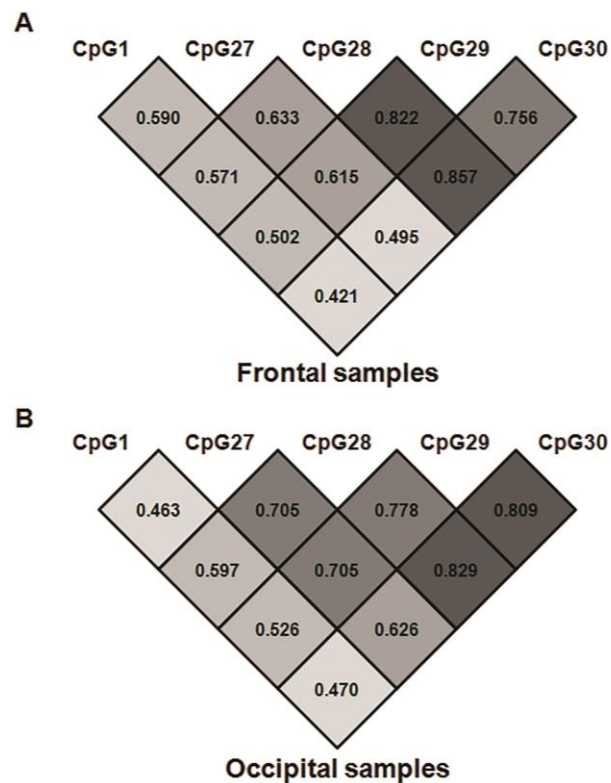 A
CpG1 CpG27 CpG28 CpG29 CpG30
0.590 0.633 0.822 0.756
0.571 0.615 0.857
0.502 0.495
0.421
Frontal samples
B
CpG1 CpG27 CpG28 CpG29 CpG30
0.463 0.705 0.778 0.809
0.597 0.705 0.829
0.526 0.626
0.470
Occipital samples